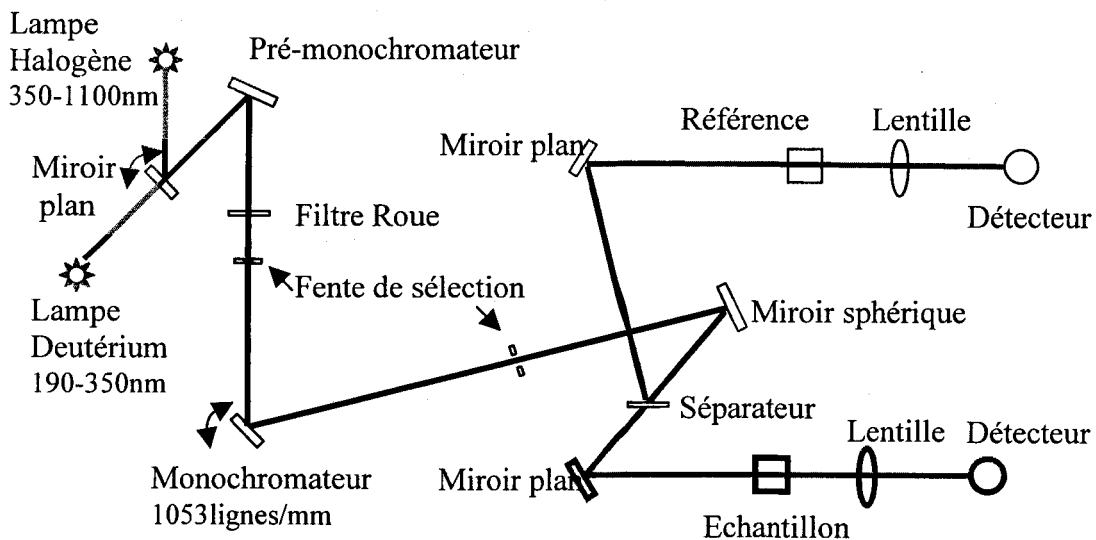 Lampe
Halogène
350-1100nm
Pré-monochromateur
Miroir
plan
Filtre Roue
Fente de sélection
Lampe
Deutérium
190-350nm
Monochromateur
1053lignes/mm
Miroir plan
Référence
Lentille
Détecteur
Miroir sphérique
Séparateur
Miroir plan
Echantillon
Lentille
Détecteur